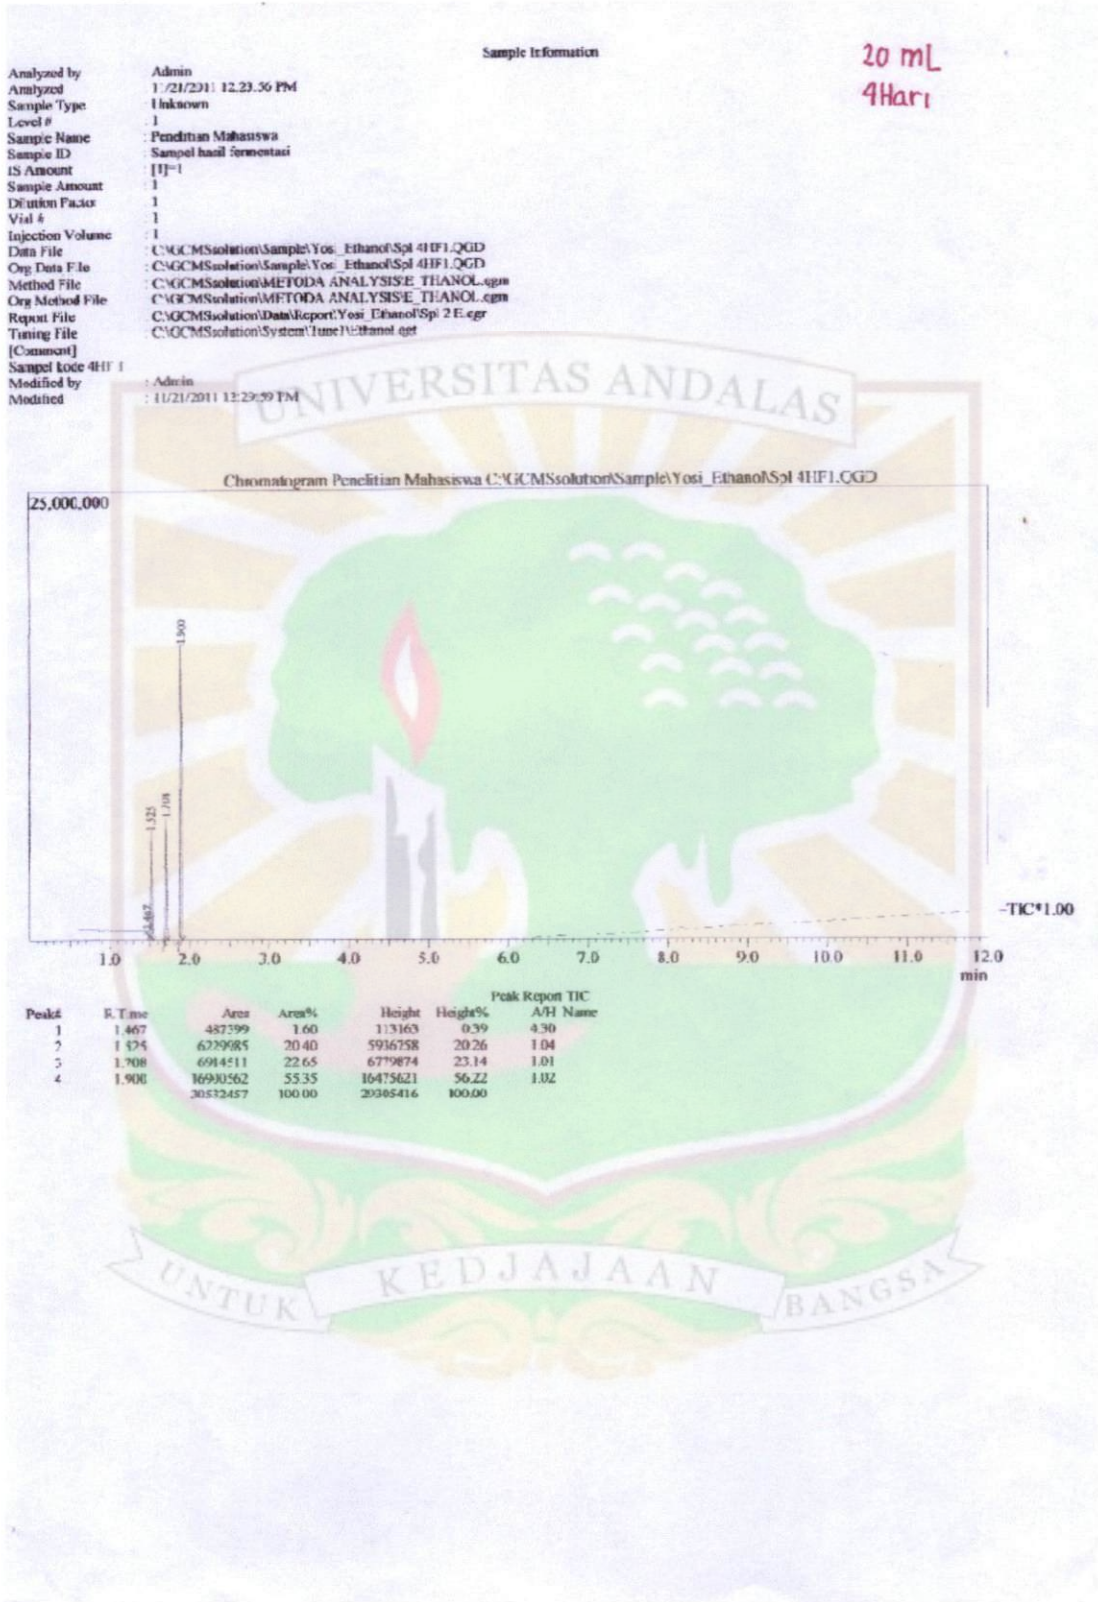 Sample Information
20 mL
4 Hari
Analyzed by : Admin
Analyzed : 11/21/2011 12:23:56 PM
Sample Type : Unknown
Level # : 1
Sample Name : Penelitian Mahasiswa
Sample ID : Sampel hasil fermentasi
IS Amount : [1]=1
Sample Amount : 1
Dilution Factor : 1
Vial # : 1
Injection Volume : 1
Data File : C:\GCMSsolution\Sample\Yosi_Ethanol\Spl 4HF1.QGD
Org Data File : C:\GCMSsolution\Sample\Yosi_Ethanol\Spl 4HF1.QGD
Method File : C:\GCMSsolution\METODA ANALYSIS\E_THANOL.qgm
Org Method File : C:\GCMSsolution\METODA ANALYSIS\E_THANOL.qgm
Report File : C:\GCMSsolution\Data\Report\Yosi_Ethanol\Spl 2 E.qgr
Tuning File : C:\GCMSsolution\System\Tune1\Ethanol.qgt
[Comment]
Sampel kode 4HF 1
Modified by : Admin
Modified : 11/21/2011 12:29:59 PM
UNIVERSITAS ANDALAS
Chromatogram Penelitian Mahasiswa C:\GCMSsolution\Sample\Yosi_Ethanol\Spl 4HF1.QGD
25,000,000
1.900
1.525
1.708
1.467
TIC*1.00
1.0 2.0 3.0 4.0 5.0 6.0 7.0 8.0 9.0 10.0 11.0 12.0
min
Peak Report TIC
Peak# R.Time Area Area% Height Height% A/H Name
1 1.467 487399 1.60 113163 0.39 4.30
2 1.525 6229985 20.40 5936758 20.26 1.04
3 1.708 6914511 22.65 6779874 23.14 1.01
4 1.900 16900562 55.35 16475621 56.22 1.02
30532457 100.00 29305416 100.00
UNTUK KEDJAJAAN BANGSA